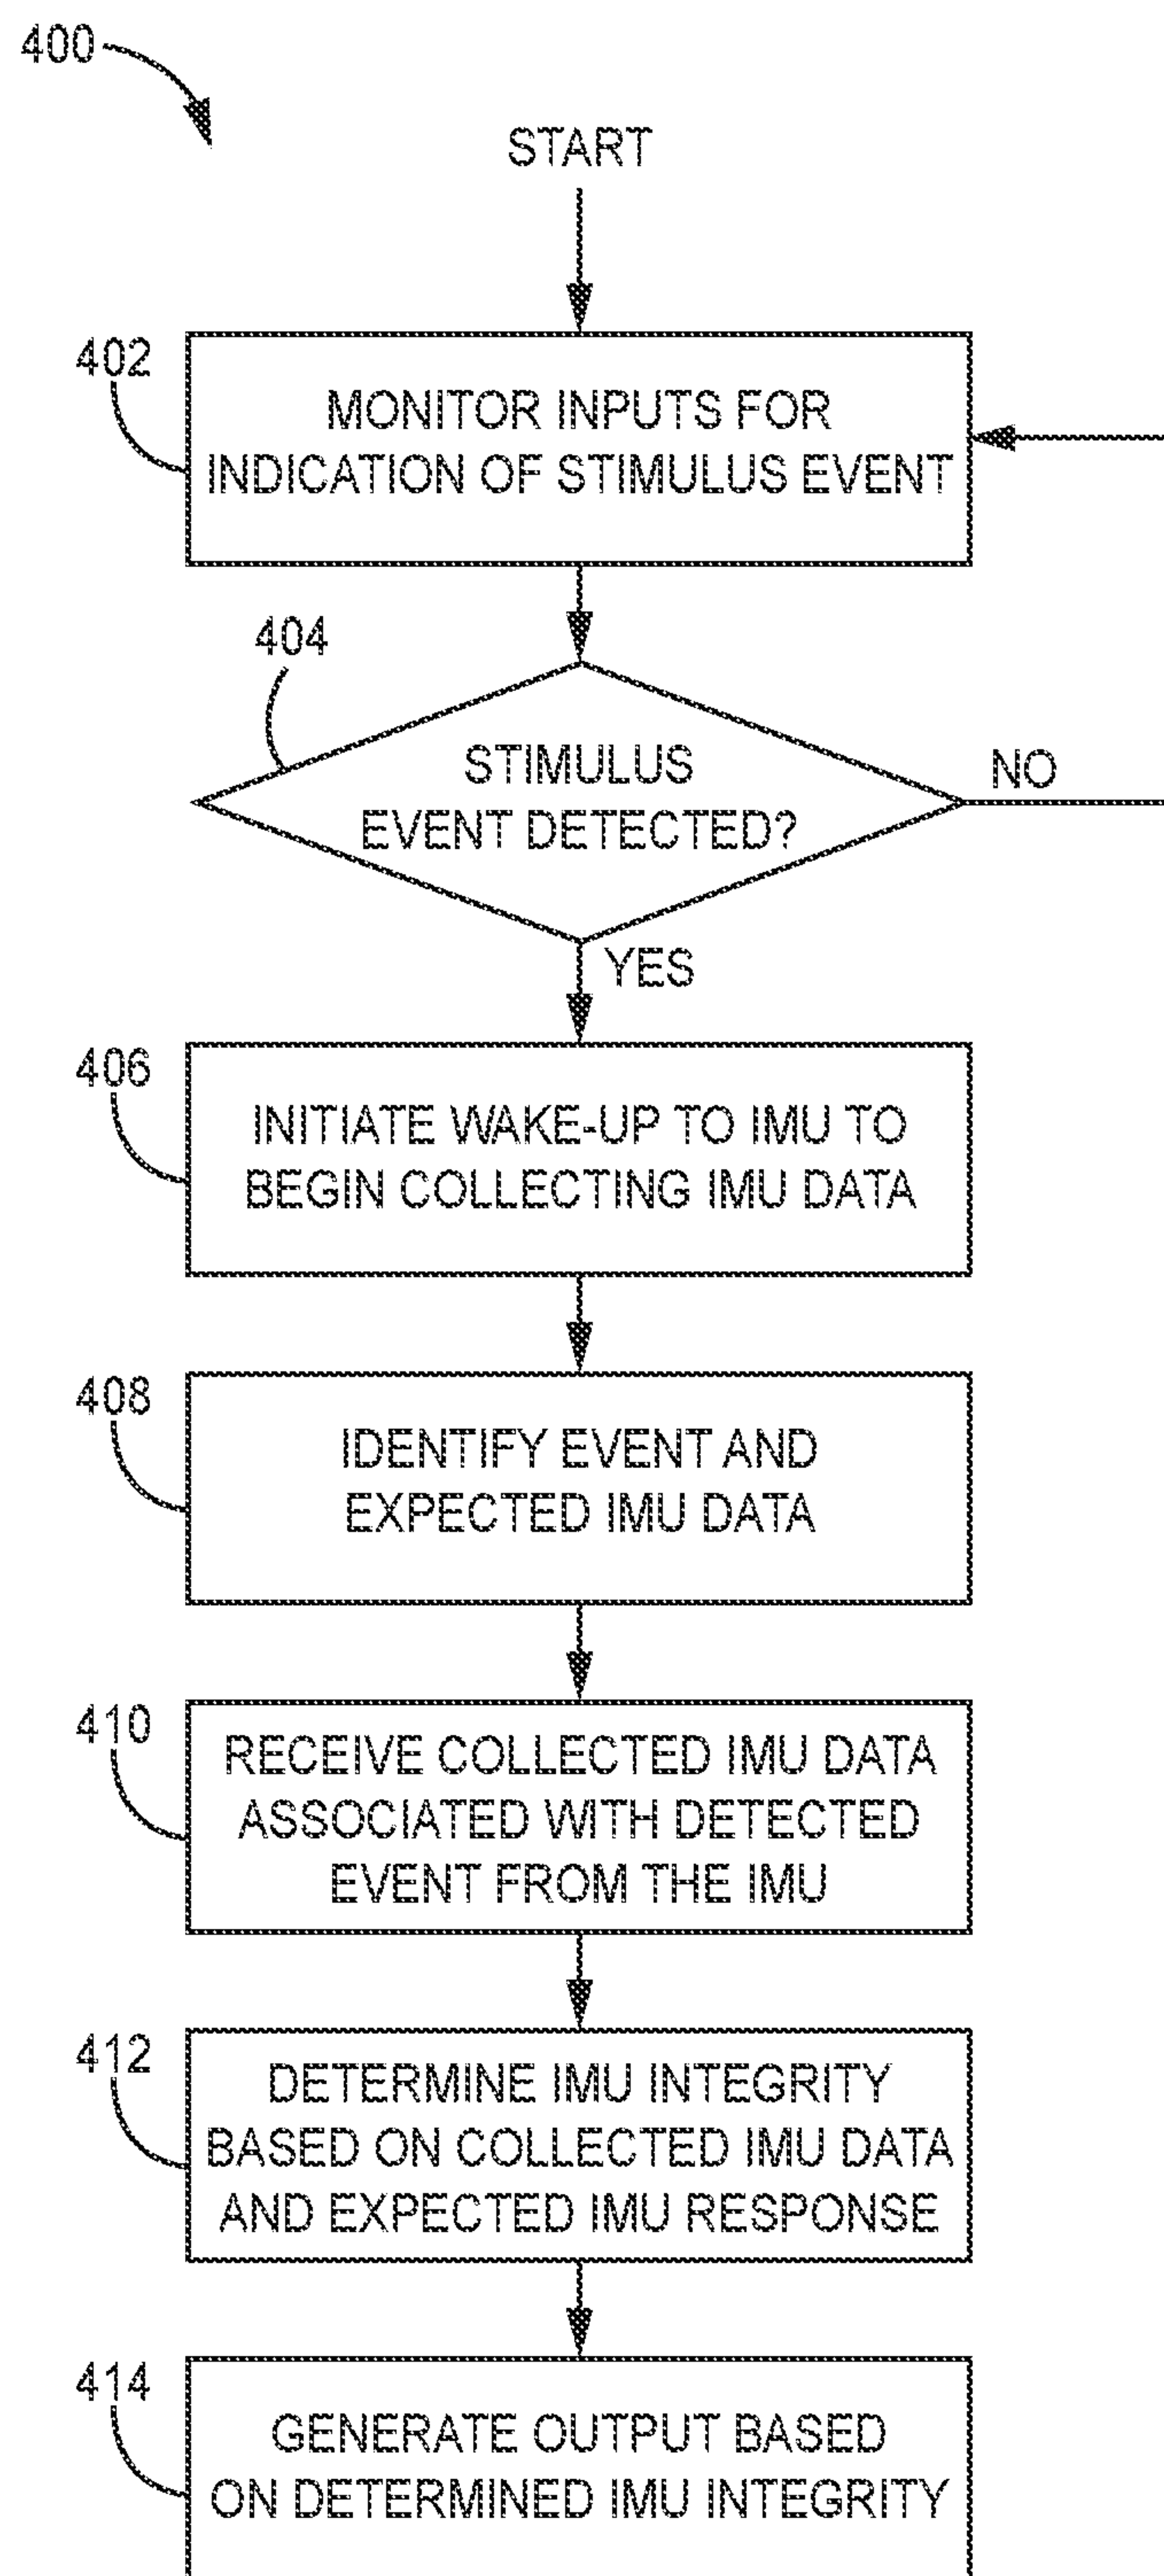 400
START
402
MONITOR INPUTS FOR
INDICATION OF STIMULUS EVENT
404
STIMULUS
EVENT DETECTED?
NO
YES
406
INITIATE WAKE-UP TO IMU TO
BEGIN COLLECTING IMU DATA
408
IDENTIFY EVENT AND
EXPECTED IMU DATA
410
RECEIVE COLLECTED IMU DATA
ASSOCIATED WITH DETECTED
EVENT FROM THE IMU
412
DETERMINE IMU INTEGRITY
BASED ON COLLECTED IMU DATA
AND EXPECTED IMU RESPONSE
414
GENERATE OUTPUT BASED
ON DETERMINED IMU INTEGRITY